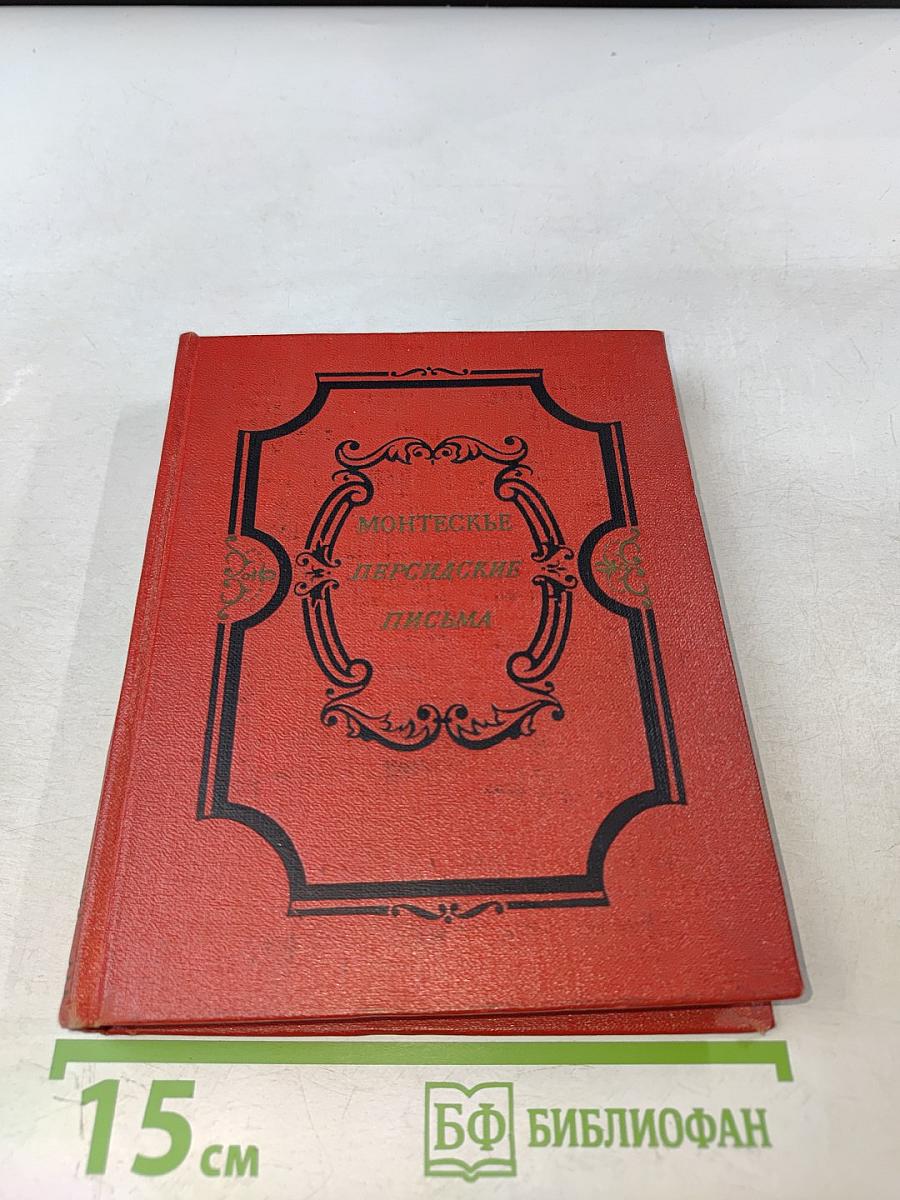 МОНТЕСКЬЕ
ПЕРСИДСКИЕ
ПИСЬМА
15 см
БФ БИБЛИОФАН